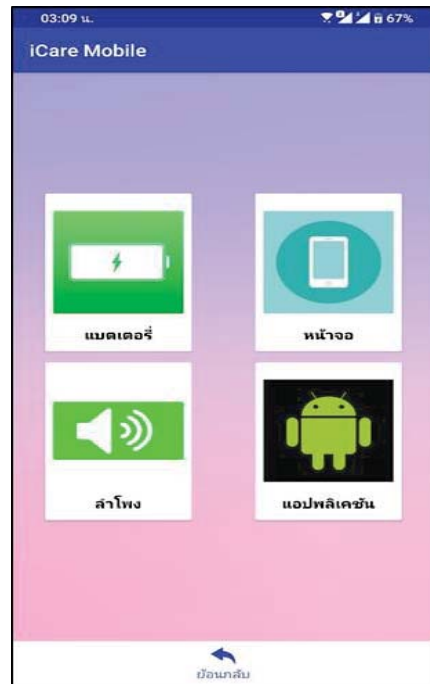 03:09 น.
67%
iCare Mobile
แบตเตอรี่
หน้าจอ
ลำโพง
แอปพลิเคชัน
ย้อนกลับ